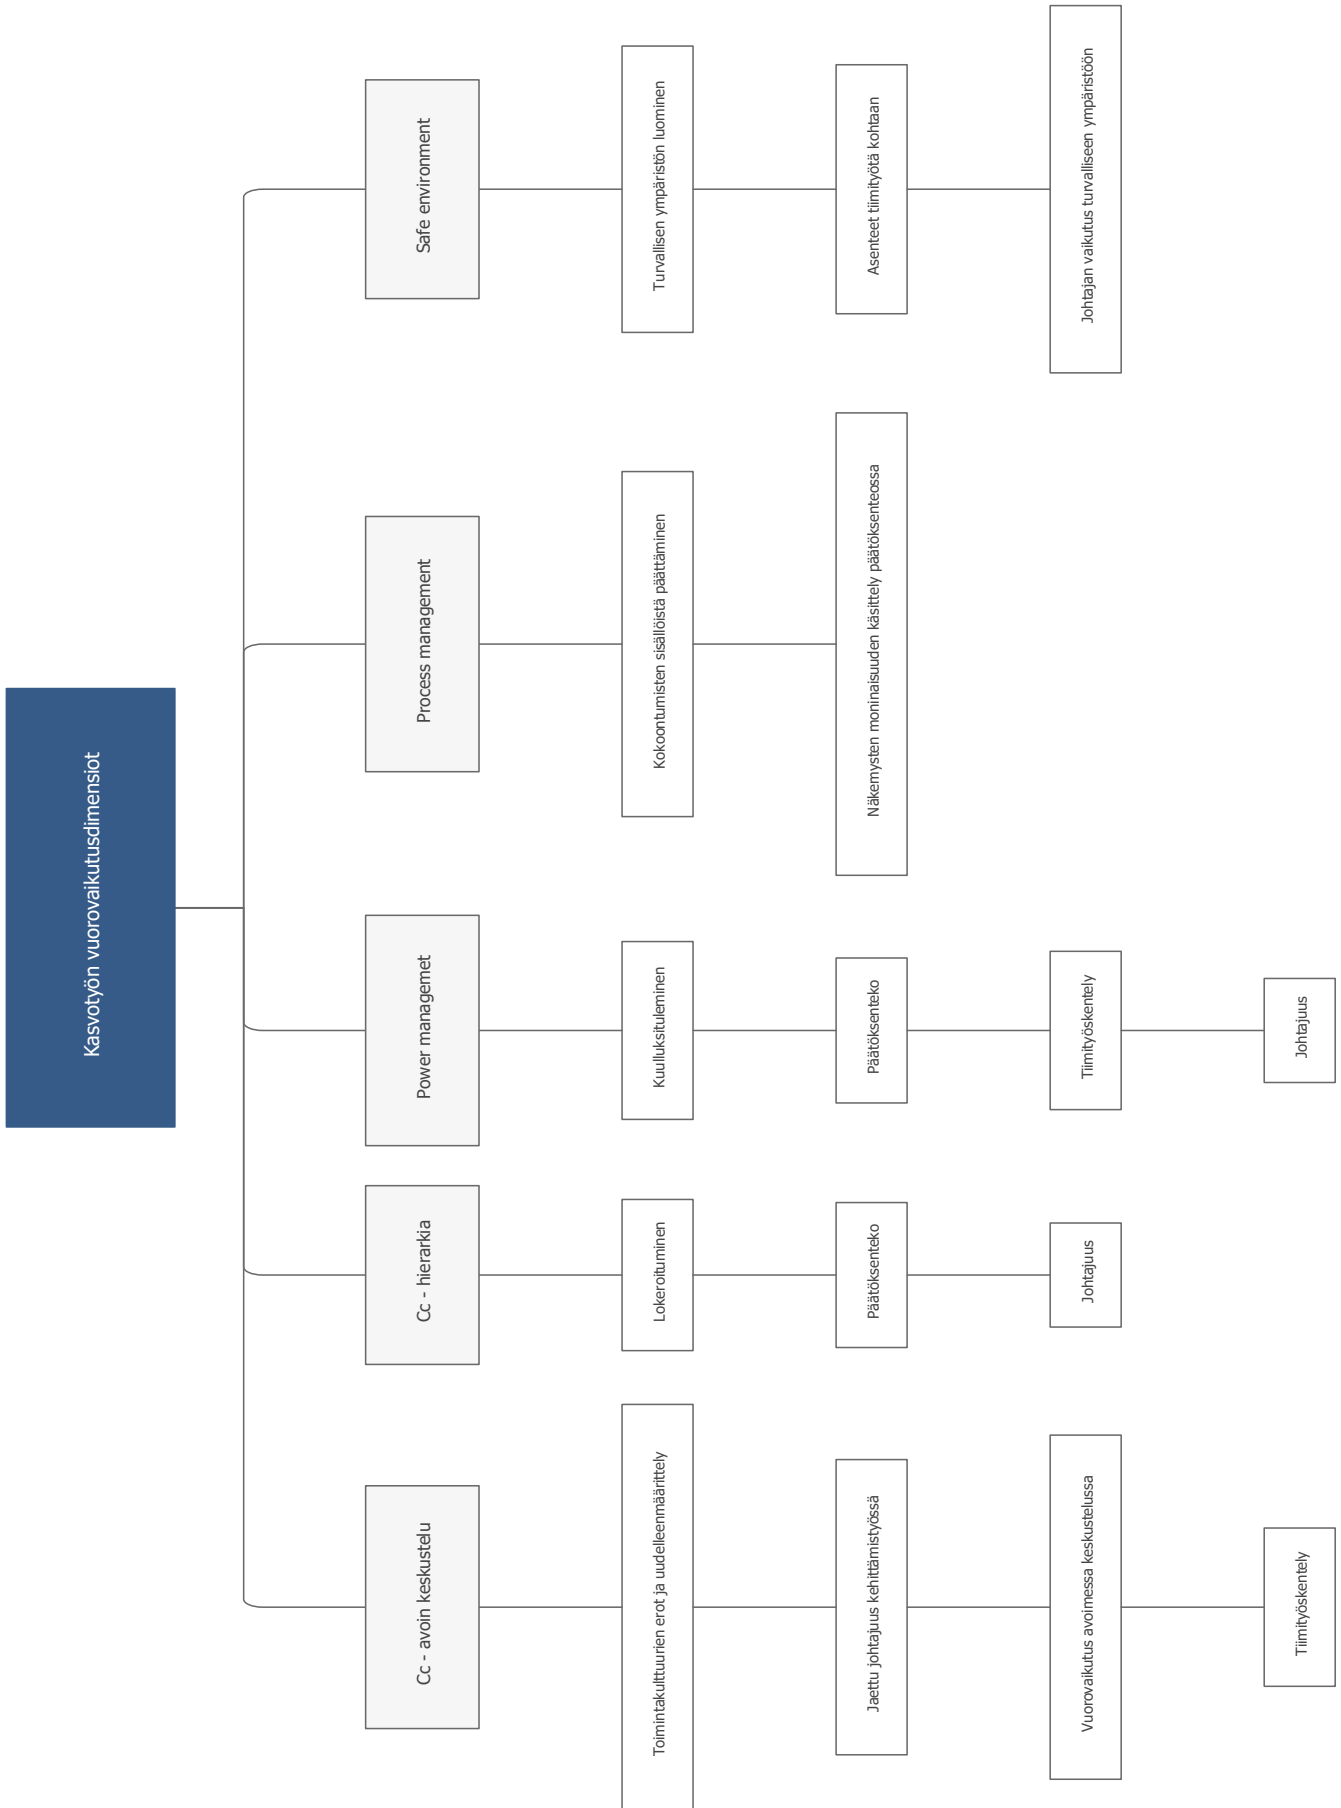 Kasvotyön vuorovaikutusdimensiot
Cc - avoin keskustelu
Toimintakulttuurien erot ja uudelleenmäärittely
Jaettu johtajuus kehittämistyössä
Vuorovaikutus avoimessa keskustelussa
Tiimityöskentely
Cc - hierarkia
Lokeroituminen
Päätöksenteko
Johtajuus
Power managemet
Kuulluksituleminen
Päätöksenteko
Tiimityöskentely
Johtajuus
Process management
Kokoontumisten sisällöistä päättäminen
Näkemysten moninaisuuden käsittely päätöksenteossa
Safe environment
Turvallisen ympäristön luominen
Asenteet tiimityötä kohtaan
Johtajan vaikutus turvalliseen ympäristöön